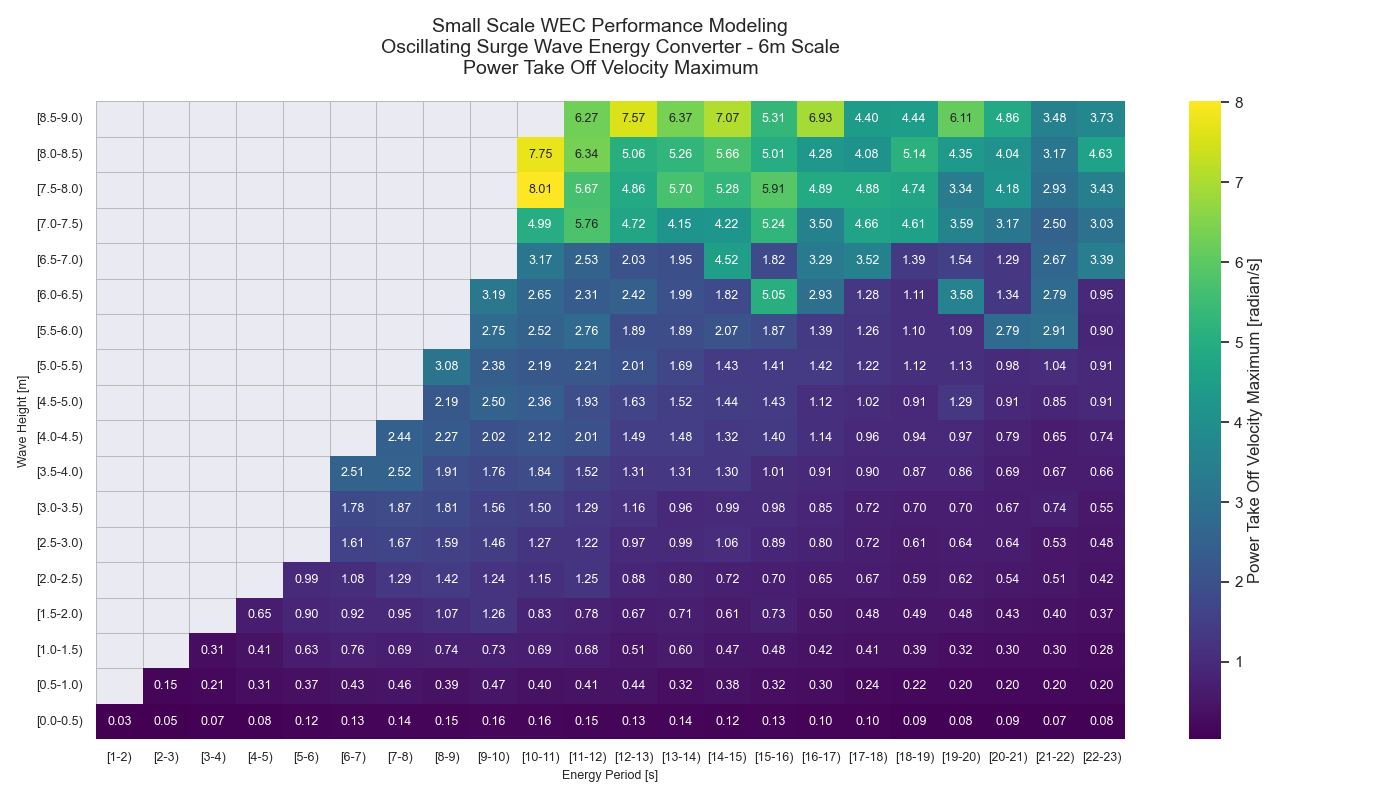 Small Scale WEC Performance Modeling
Oscillating Surge Wave Energy Converter - 6m Scale
Power Take Off Velocity Maximum
[8.5-9.0) 6.27 7.57 6.37 7.07 5.31 6.93 4.40 4.44 6.11 4.86 3.48 3.73
[8.0-8.5) 7.75 6.34 5.06 5.26 5.66 5.01 4.28 4.08 5.14 4.35 4.04 3.17 4.63
[7.5-8.0) 8.01 5.67 4.86 5.70 5.28 5.91 4.89 4.88 4.74 3.34 4.18 2.93 3.43
[7.0-7.5) 4.99 5.76 4.72 4.15 4.22 5.24 3.50 4.66 4.61 3.59 3.17 2.50 3.03
[6.5-7.0) 3.17 2.53 2.03 1.95 4.52 1.82 3.29 3.52 1.39 1.54 1.29 2.67 3.39
[6.0-6.5) 3.19 2.65 2.31 2.42 1.99 1.82 5.05 2.93 1.28 1.11 3.58 1.34 2.79 0.95
[5.5-6.0) 2.75 2.52 2.76 1.89 1.89 2.07 1.87 1.39 1.26 1.10 1.09 2.79 2.91 0.90
[5.0-5.5) 3.08 2.38 2.19 2.21 2.01 1.69 1.43 1.41 1.42 1.22 1.12 1.13 0.98 1.04 0.91
[4.5-5.0) 2.19 2.50 2.36 1.93 1.63 1.52 1.44 1.43 1.12 1.02 0.91 1.29 0.91 0.85 0.91
[4.0-4.5) 2.44 2.27 2.02 2.12 2.01 1.49 1.48 1.32 1.40 1.14 0.96 0.94 0.97 0.79 0.65 0.74
[3.5-4.0) 2.51 2.52 1.91 1.76 1.84 1.52 1.31 1.31 1.30 1.01 0.91 0.90 0.87 0.86 0.69 0.67 0.66
[3.0-3.5) 1.78 1.87 1.81 1.56 1.50 1.29 1.16 0.96 0.99 0.98 0.85 0.72 0.70 0.70 0.67 0.74 0.55
[2.5-3.0) 1.61 1.67 1.59 1.46 1.27 1.22 0.97 0.99 1.06 0.89 0.80 0.72 0.61 0.64 0.64 0.53 0.48
[2.0-2.5) 0.99 1.08 1.29 1.42 1.24 1.15 1.25 0.88 0.80 0.72 0.70 0.65 0.67 0.59 0.62 0.54 0.51 0.42
[1.5-2.0) 0.65 0.90 0.92 0.95 1.07 1.26 0.83 0.78 0.67 0.71 0.61 0.73 0.50 0.48 0.49 0.48 0.43 0.40 0.37
[1.0-1.5) 0.31 0.41 0.63 0.76 0.69 0.74 0.73 0.69 0.68 0.51 0.60 0.47 0.48 0.42 0.41 0.39 0.32 0.30 0.30 0.28
[0.5-1.0) 0.15 0.21 0.31 0.37 0.43 0.46 0.39 0.47 0.40 0.41 0.44 0.32 0.38 0.32 0.30 0.24 0.22 0.20 0.20 0.20 0.20
[0.0-0.5) 0.03 0.05 0.07 0.08 0.12 0.13 0.14 0.15 0.16 0.16 0.15 0.13 0.14 0.12 0.13 0.10 0.10 0.09 0.08 0.09 0.07 0.08
[1-2) [2-3) [3-4) [4-5) [5-6) [6-7) [7-8) [8-9) [9-10) [10-11) [11-12) [12-13) [13-14) [14-15) [15-16) [16-17) [17-18) [18-19) [19-20) [20-21) [21-22) [22-23)
Energy Period [s]
Wave Height [m]
8
7
6
5
4
3
2
1
Power Take Off Velocity Maximum [radian/s]